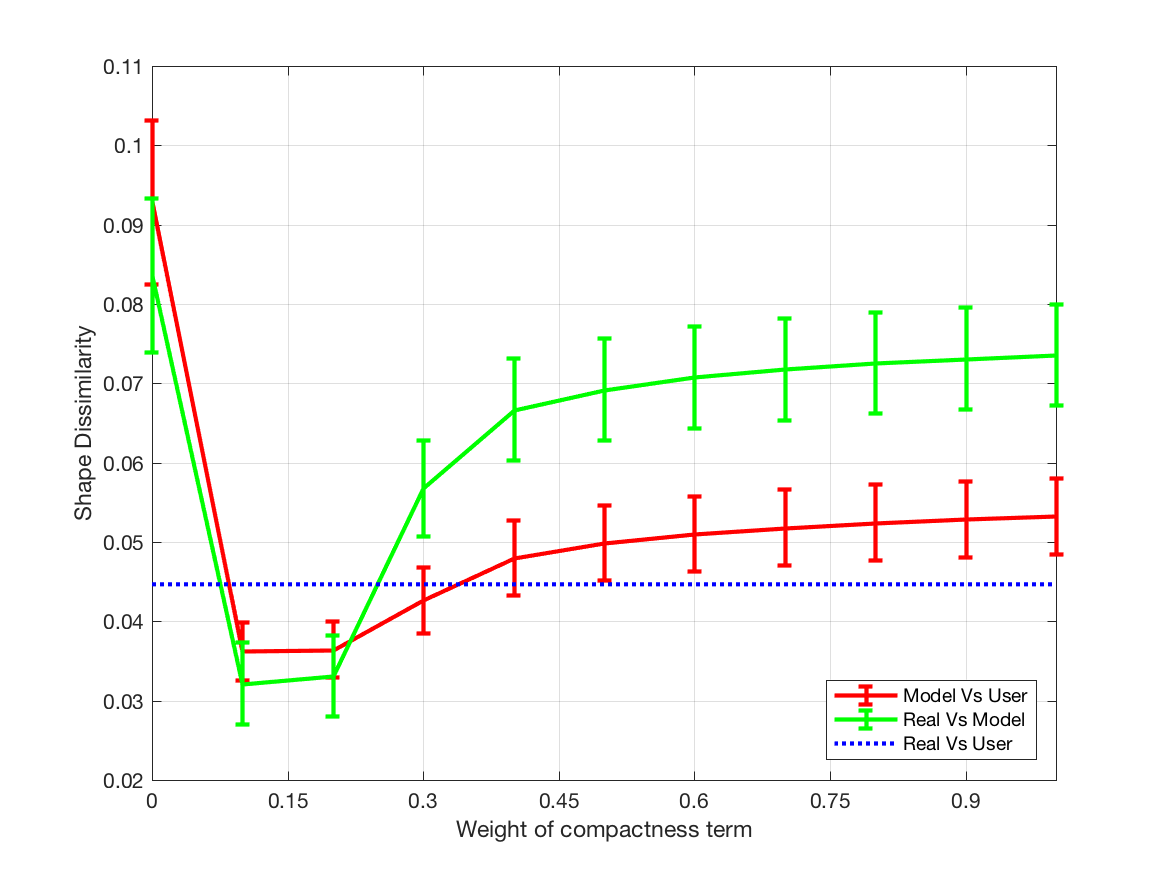 0.11
0.1
0.09
0.08
0.07
0.06
0.05
0.04
0.03
0.02
Shape Dissimilarity
0 0.15 0.3 0.45 0.6 0.75 0.9
Weight of compactness term
Model Vs User
Real Vs Model
Real Vs User